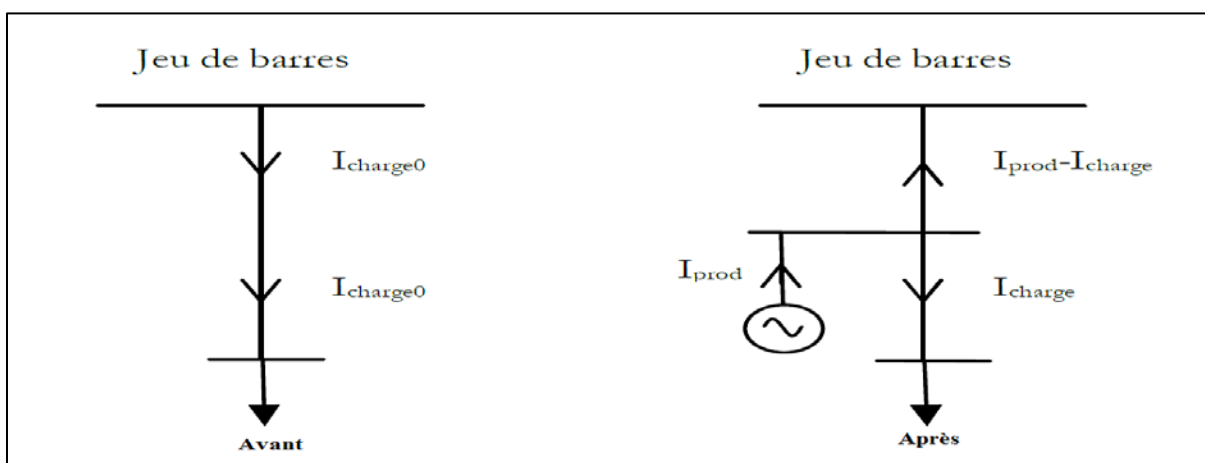 Jeu de barres
Icharge0
Icharge0
Avant
Jeu de barres
Iprod-Icharge
Iprod
Icharge
Après